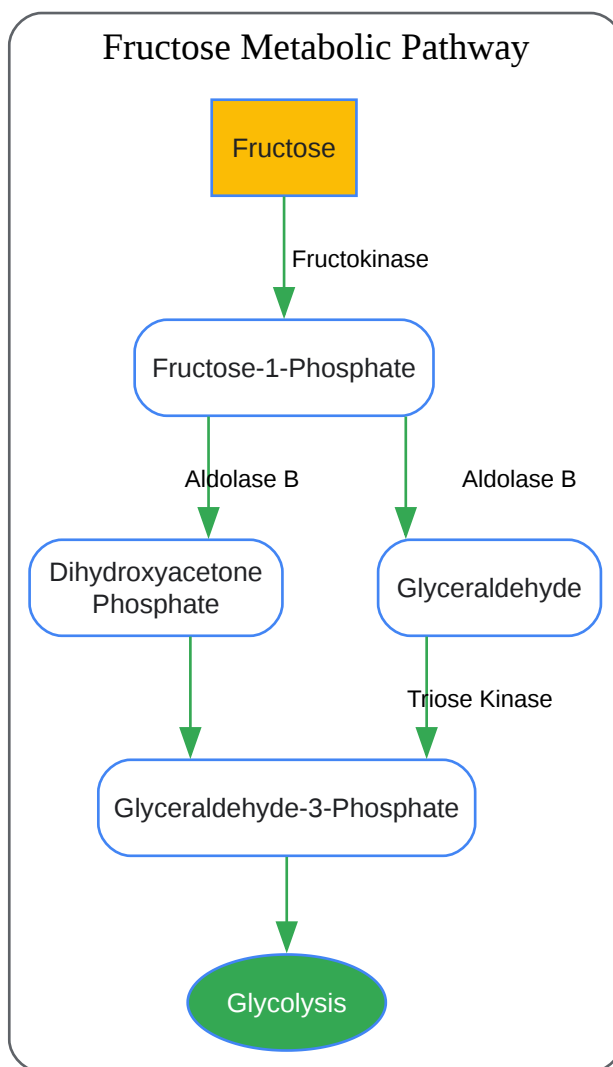 Fructose Metabolic Pathway
Fructose
Fructokinase
Fructose-1-Phosphate
Aldolase B
Aldolase B
Dihydroxyacetone
Phosphate
Glyceraldehyde
Triose Kinase
Glyceraldehyde-3-Phosphate
Glycolysis